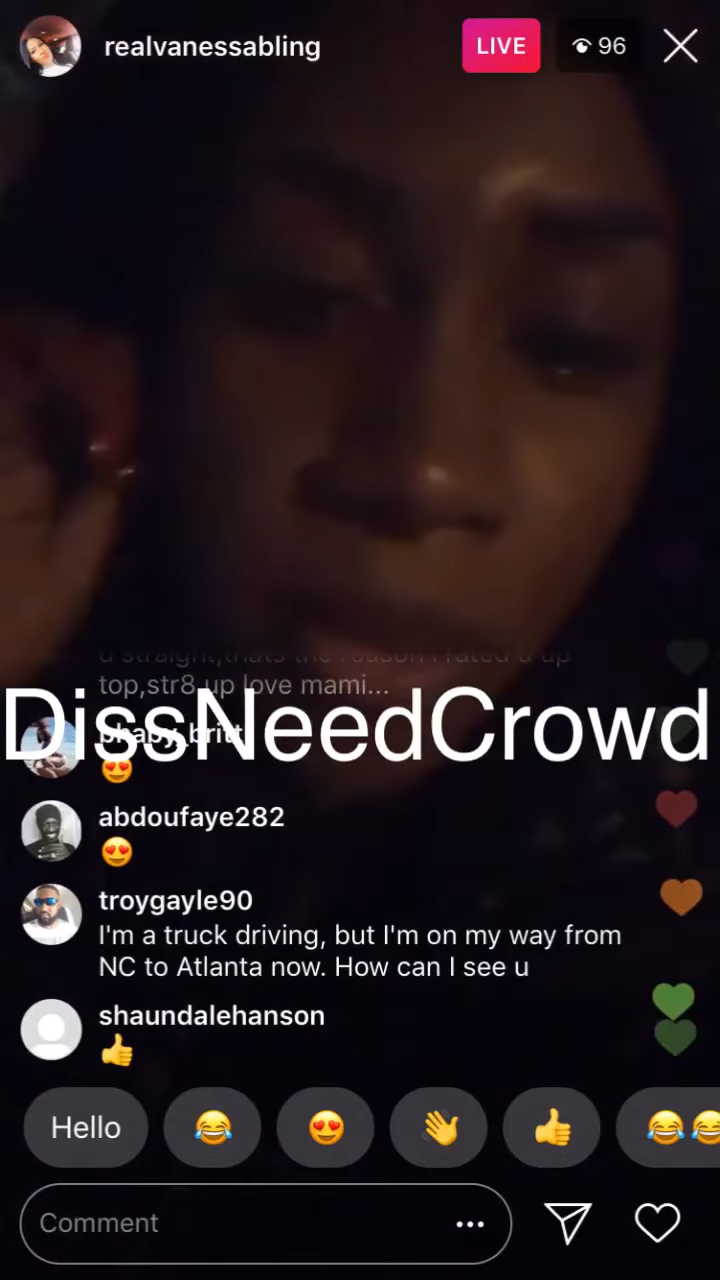 realvanessabling
LIVE
96
top,str8 up love mami...
DissNeedCrowd
phaby_britt
😍
abdoufaye282
😍
troygayle90
I'm a truck driving, but I'm on my way from
NC to Atlanta now. How can I see u
shaundalehanson
👍
Hello 😂 😍 👋 👍 😂😂
Comment